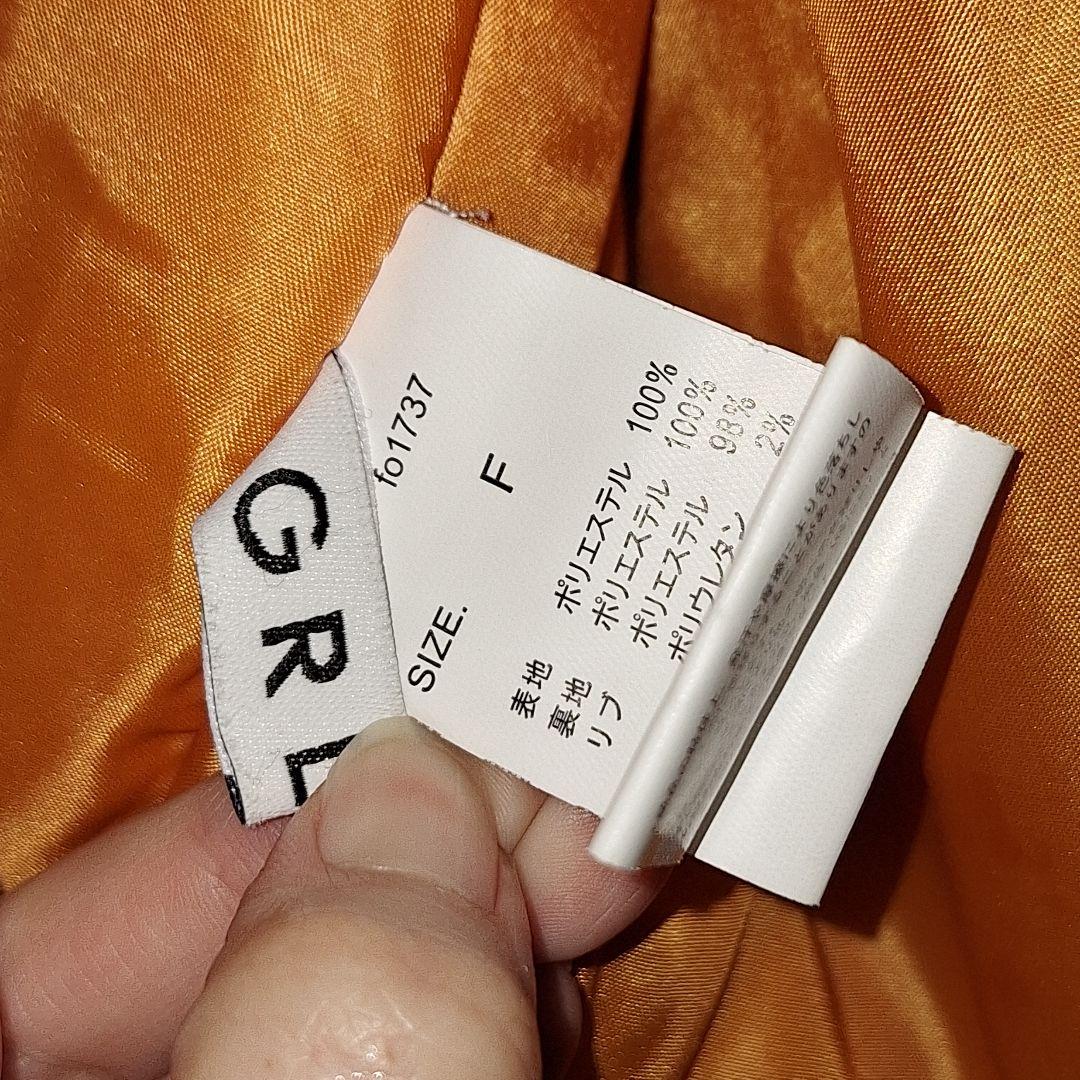 GRL
fo1737
SIZE. F
表地 ポリエステル 100%
裏地 ポリエステル 100%
リブ ポリエステル 98%
ポリウレタン 2%